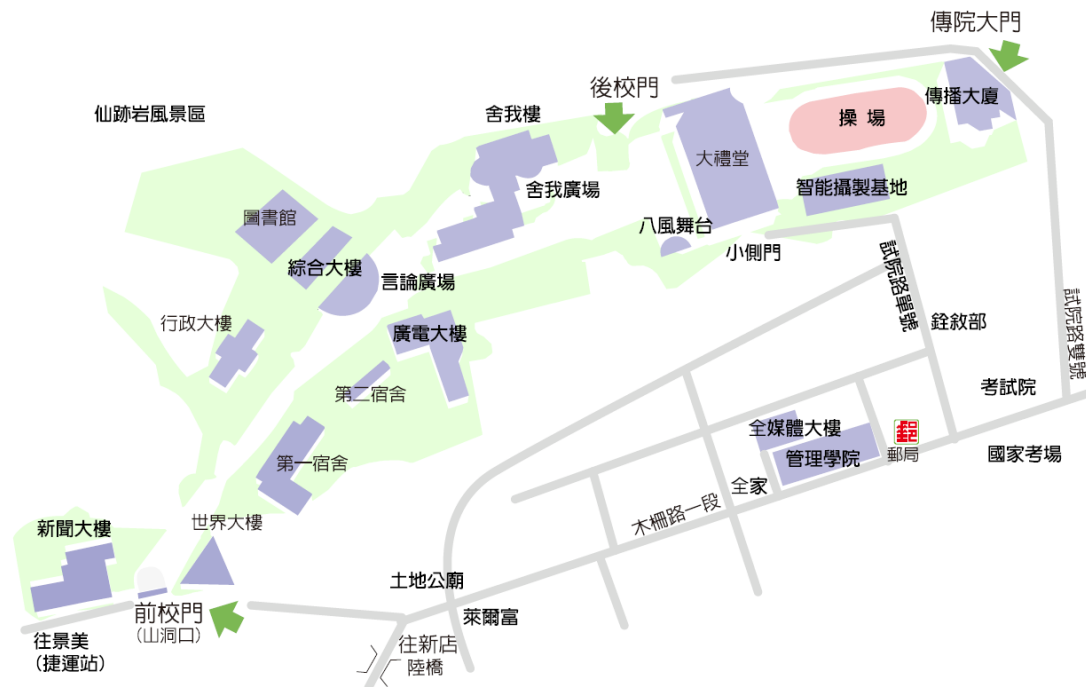 傳院大門
後校門
仙跡岩風景區
舍我樓
傳播大廈
操 場
大禮堂
舍我廣場
智能攝製基地
圖書館
八風舞台
小側門
綜合大樓
言論廣場
試院路單號
試院路雙號
行政大樓
廣電大樓
銓敘部
第二宿舍
考試院
全媒體大樓
郵
管理學院
郵局
國家考場
第一宿舍
全家
木柵路一段
新聞大樓
世界大樓
土地公廟
前校門
(山洞口)
萊爾富
往景美
(捷運站)
往新店
陸橋